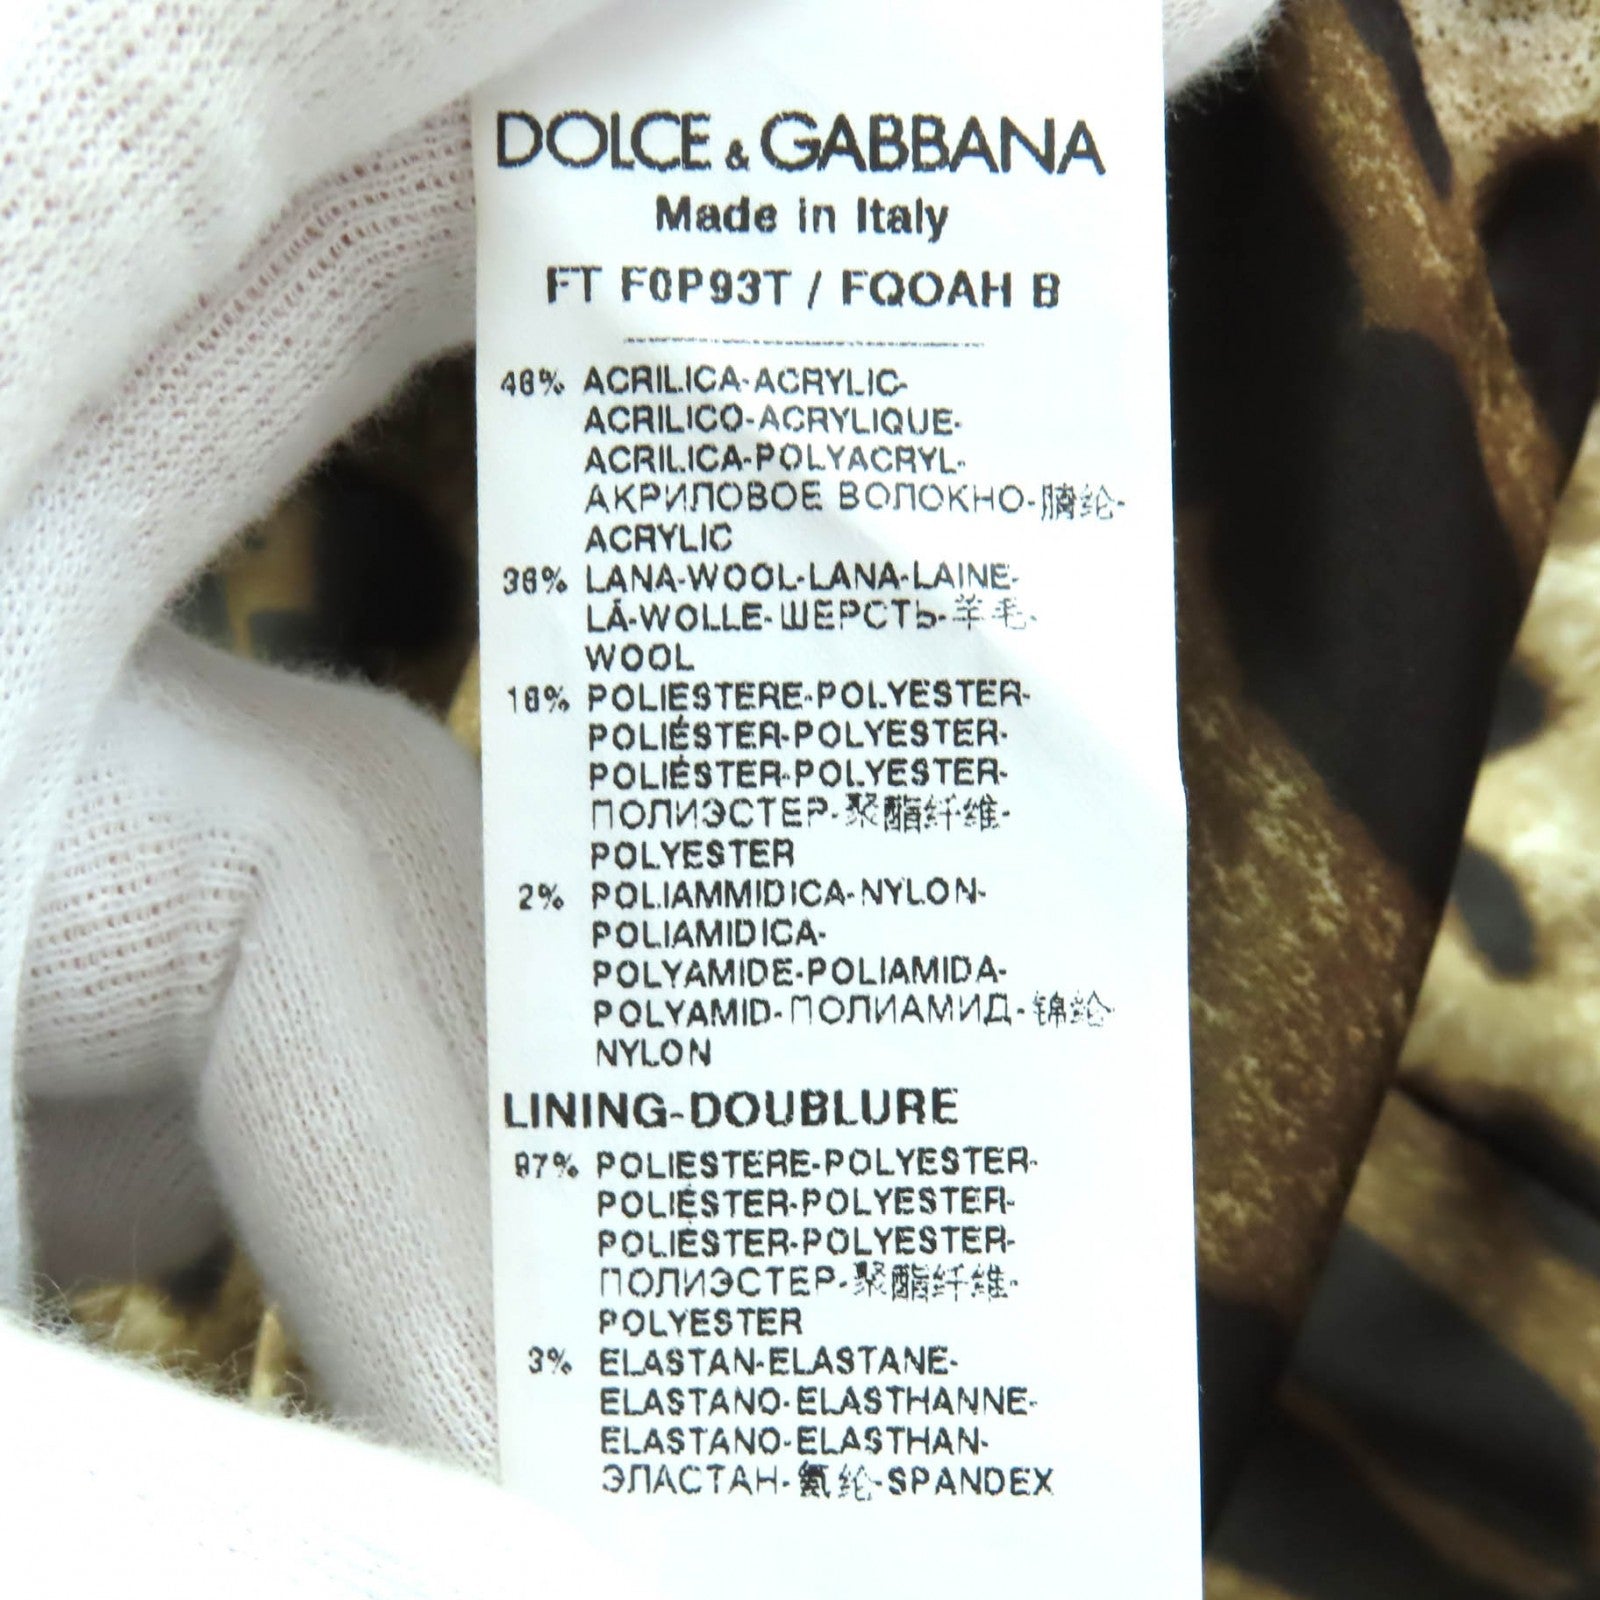 DOLCE & GABBANA
Made in Italy
FT F0P93T / FQOAH B
46% ACRILICA-ACRYLIC-
ACRILICO-ACRYLIQUE-
ACRILICA-POLYACRYL-
АКРИЛОВОЕ ВОЛОКНО-腈纶-
ACRYLIC
36% LANA-WOOL-LANA-LAINE-
LÃ-WOLLE-ШЕРСТЬ-羊毛-
WOOL
16% POLIESTERE-POLYESTER-
POLIÉSTER-POLYESTER-
POLIÉSTER-POLYESTER-
ПОЛИЭСТЕР-聚酯纤维-
POLYESTER
2% POLIAMMIDICA-NYLON-
POLIAMIDICA-
POLYAMIDE-POLIAMIDA-
POLYAMID-ПОЛИАМИД-锦纶-
NYLON
LINING-DOUBLURE
97% POLIESTERE-POLYESTER-
POLIÉSTER-POLYESTER-
POLIÉSTER-POLYESTER-
ПОЛИЭСТЕР-聚酯纤维-
POLYESTER
3% ELASTAN-ELASTANE-
ELASTANO-ELASTHANNE-
ELASTANO-ELASTHAN-
ЭЛАСТАН-氨纶-SPANDEX